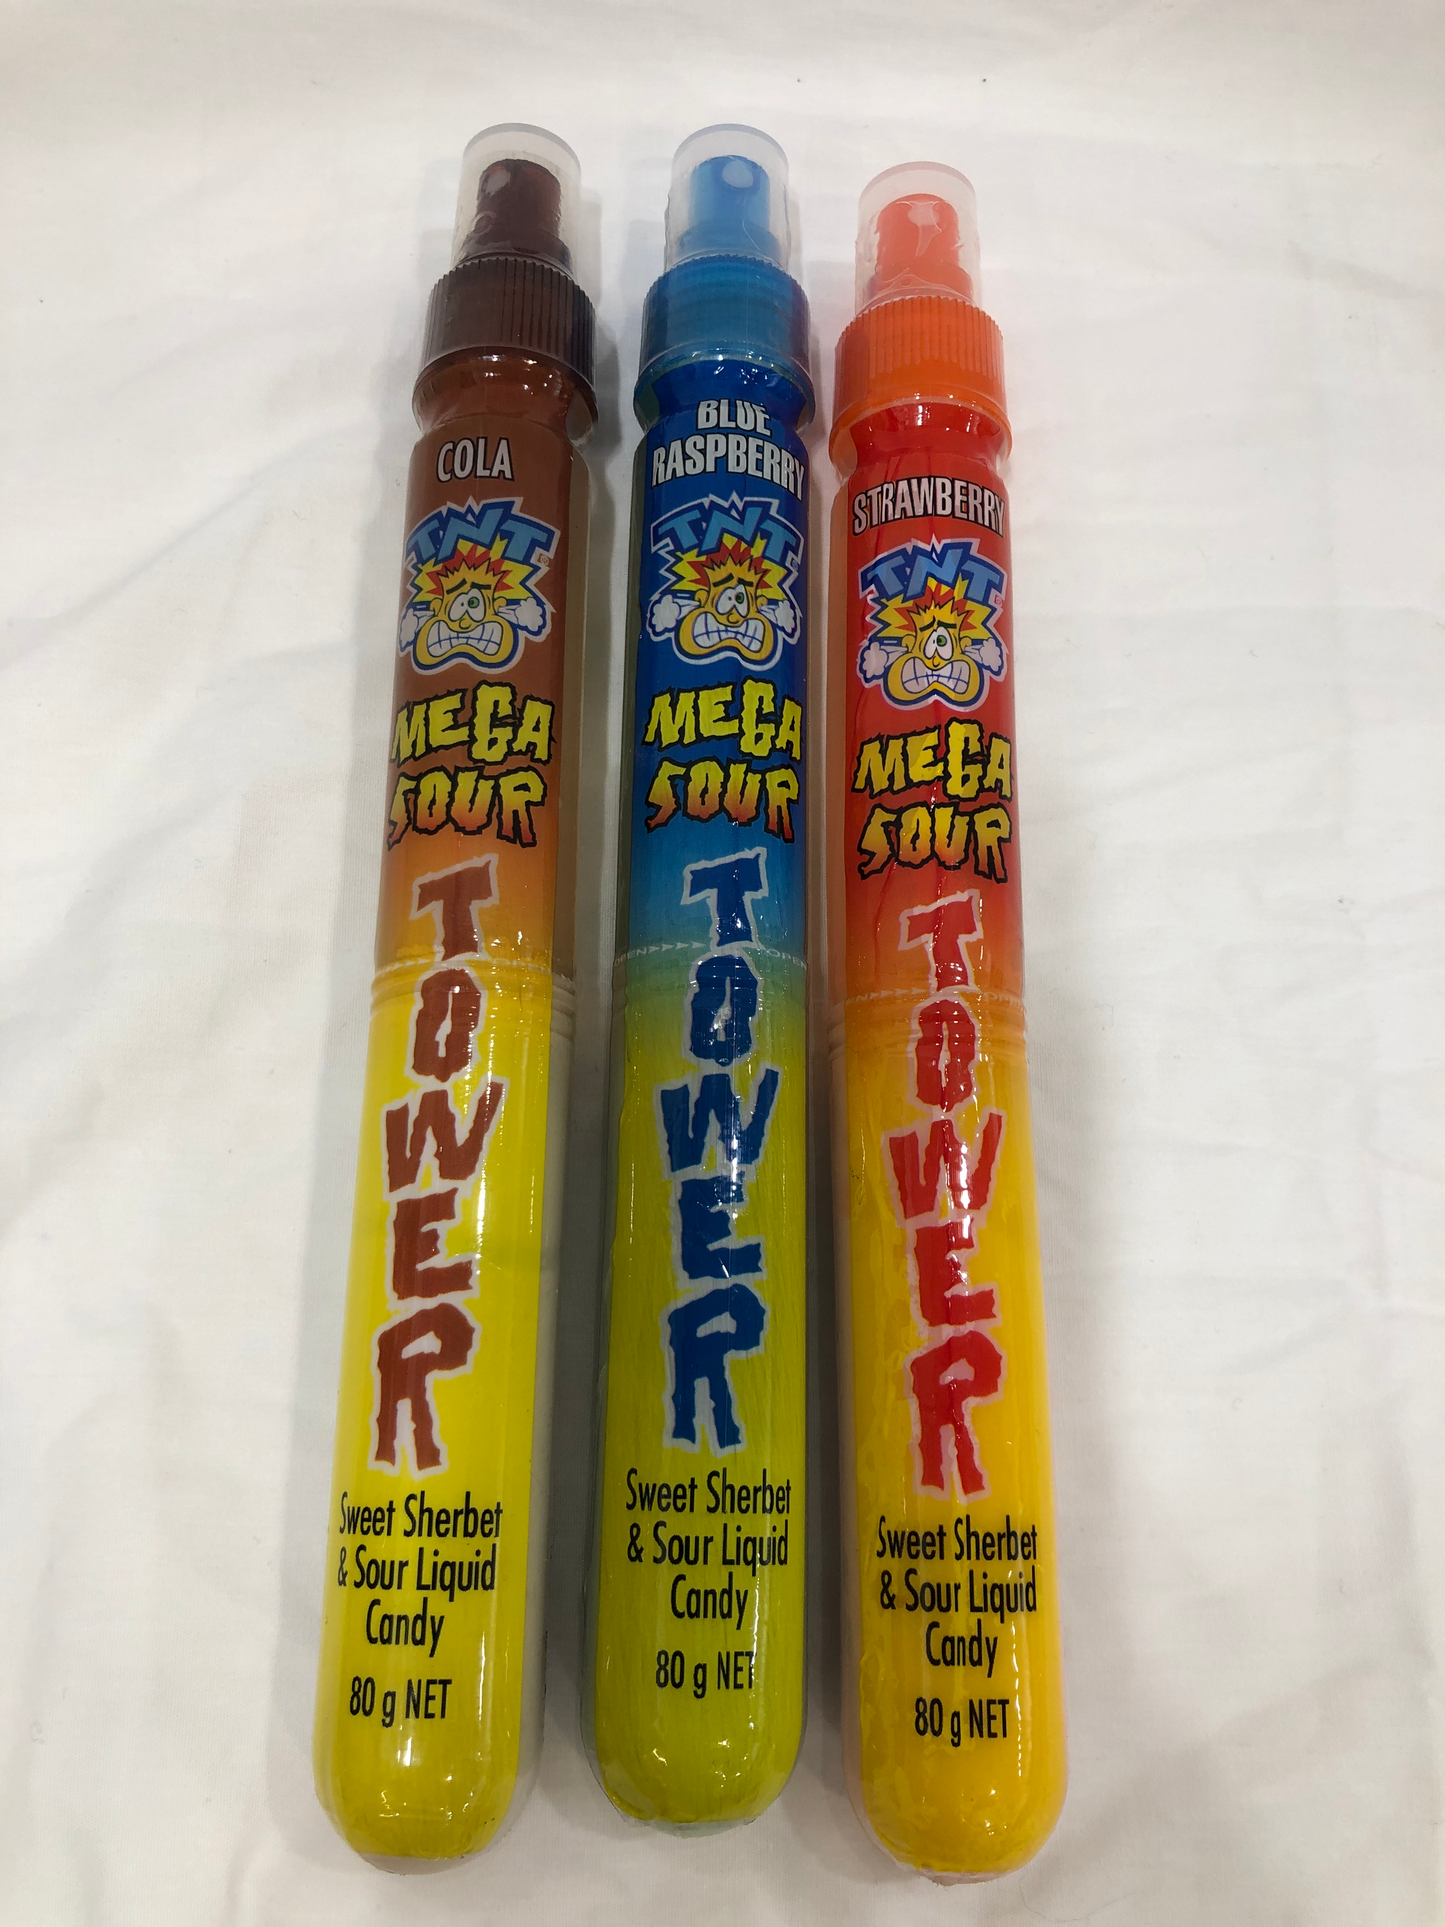 COLA
TNT
MEGA
SOUR
TOWER
Sweet Sherbet
& Sour Liquid
Candy
80 g NET
BLUE
RASPBERRY
TNT
MEGA
SOUR
TOWER
Sweet Sherbet
& Sour Liquid
Candy
80 g NET
STRAWBERRY
TNT
MEGA
SOUR
TOWER
Sweet Sherbet
& Sour Liquid
Candy
80 g NET